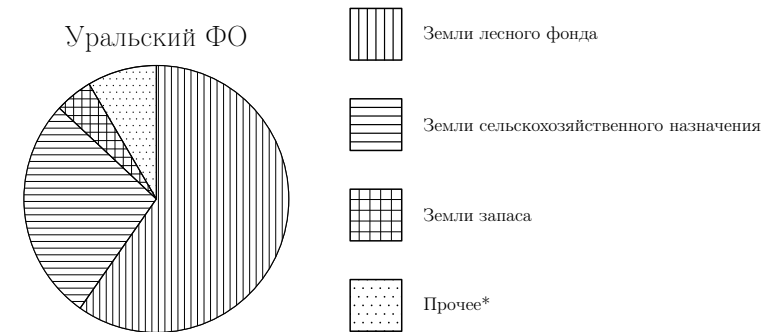 Уральский ФО
Земли лесного фонда
Земли сельскохозяйственного назначения
Земли запаса
Прочее*